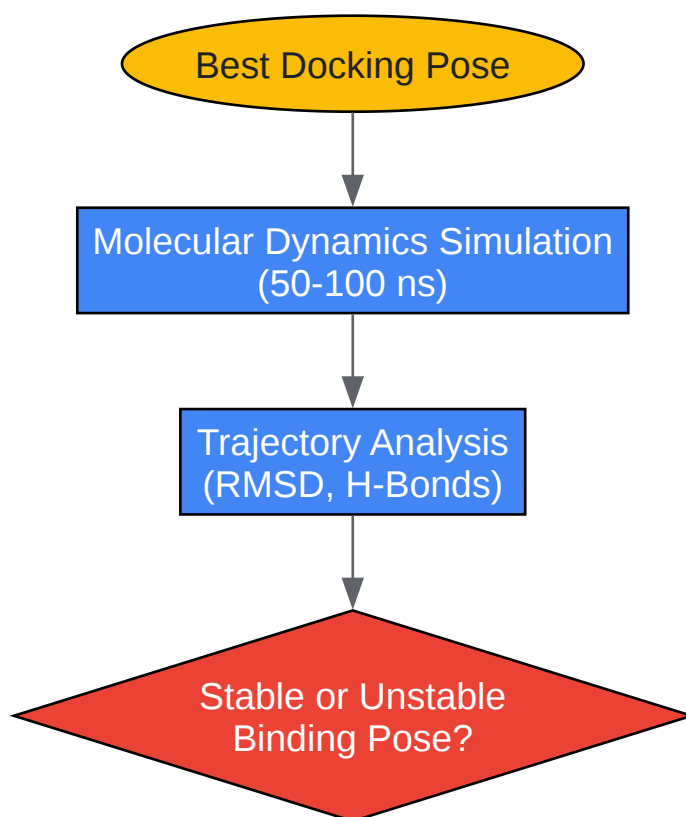 Best Docking Pose
Molecular Dynamics Simulation
(50-100 ns)
Trajectory Analysis
(RMSD, H-Bonds)
Stable or Unstable
Binding Pose?